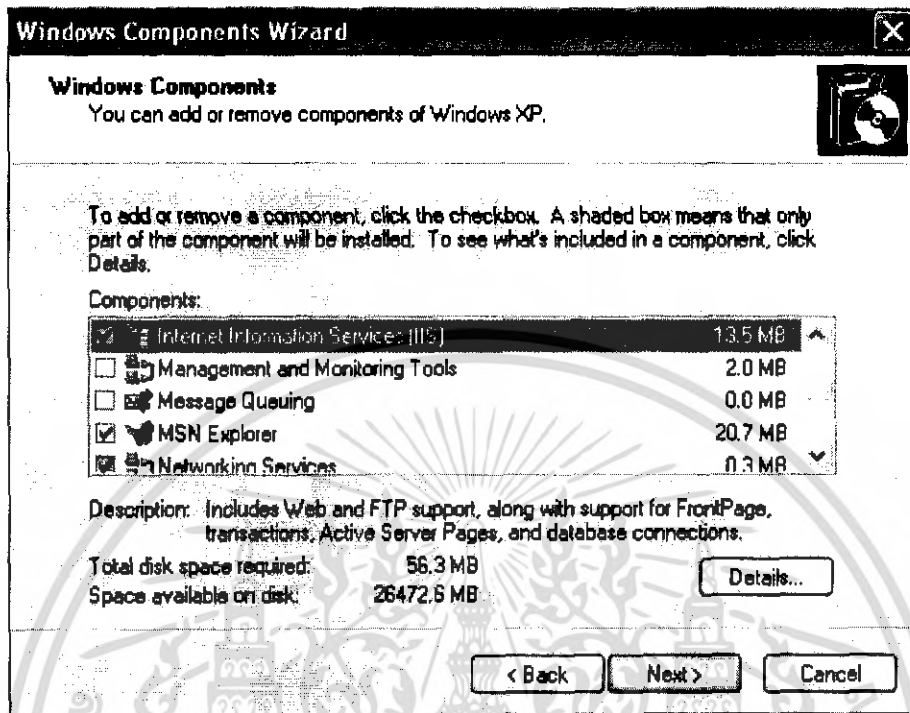 Windows Components Wizard
Windows Components
You can add or remove components of Windows XP.
To add or remove a component, click the checkbox. A shaded box means that only
part of the component will be installed. To see what's included in a component, click
Details.
Components:
Internet Information Services (IIS) 13.5 MB
Management and Monitoring Tools 2.0 MB
Message Queuing 0.0 MB
MSN Explorer 20.7 MB
Networking Services 0.3 MB
Description: Includes Web and FTP support, along with support for FrontPage,
transactions, Active Server Pages, and database connections.
Total disk space required: 56.3 MB
Space available on disk: 26472.6 MB
Details...
< Back Next > Cancel